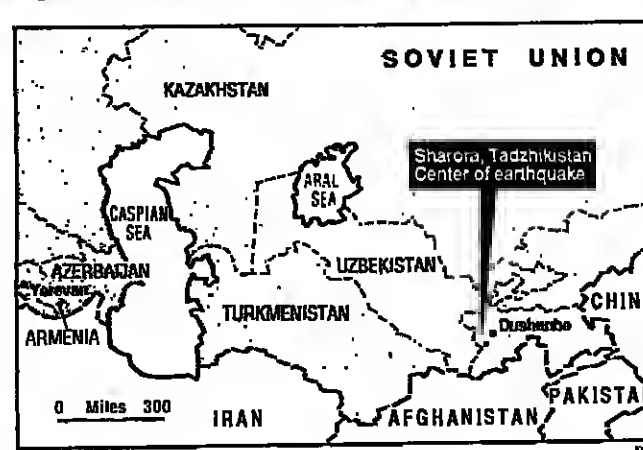 SOVIET UNION
KAZAKHSTAN
Sharora, Tadzhikistan
Center of earthquake
ARAL
SEA
CASPIAN
SEA
AZERBAIJAN
UZBEKISTAN
Yerevan
CHIN
TURKMENISTAN
Dushanbe
ARMENIA
PAKISTAN
0 Miles 300
IRAN
AFGHANISTAN